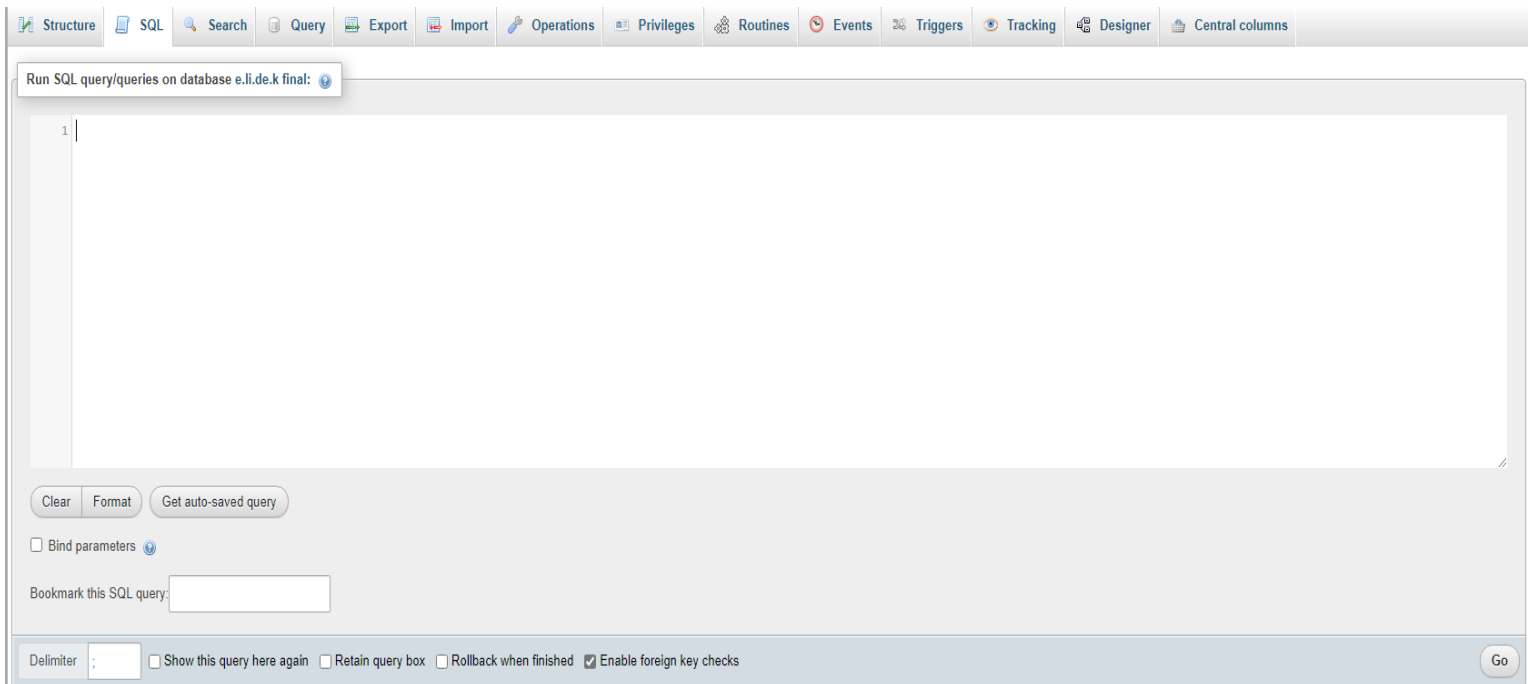 Structure SQL Search Query Export Import Operations Privileges Routines Events Triggers Tracking Designer Central columns
Run SQL query/queries on database e.li.de.k final:
1
Clear Format Get auto-saved query
Bind parameters
Bookmark this SQL query:
Delimiter ; Show this query here again Retain query box Rollback when finished Enable foreign key checks Go